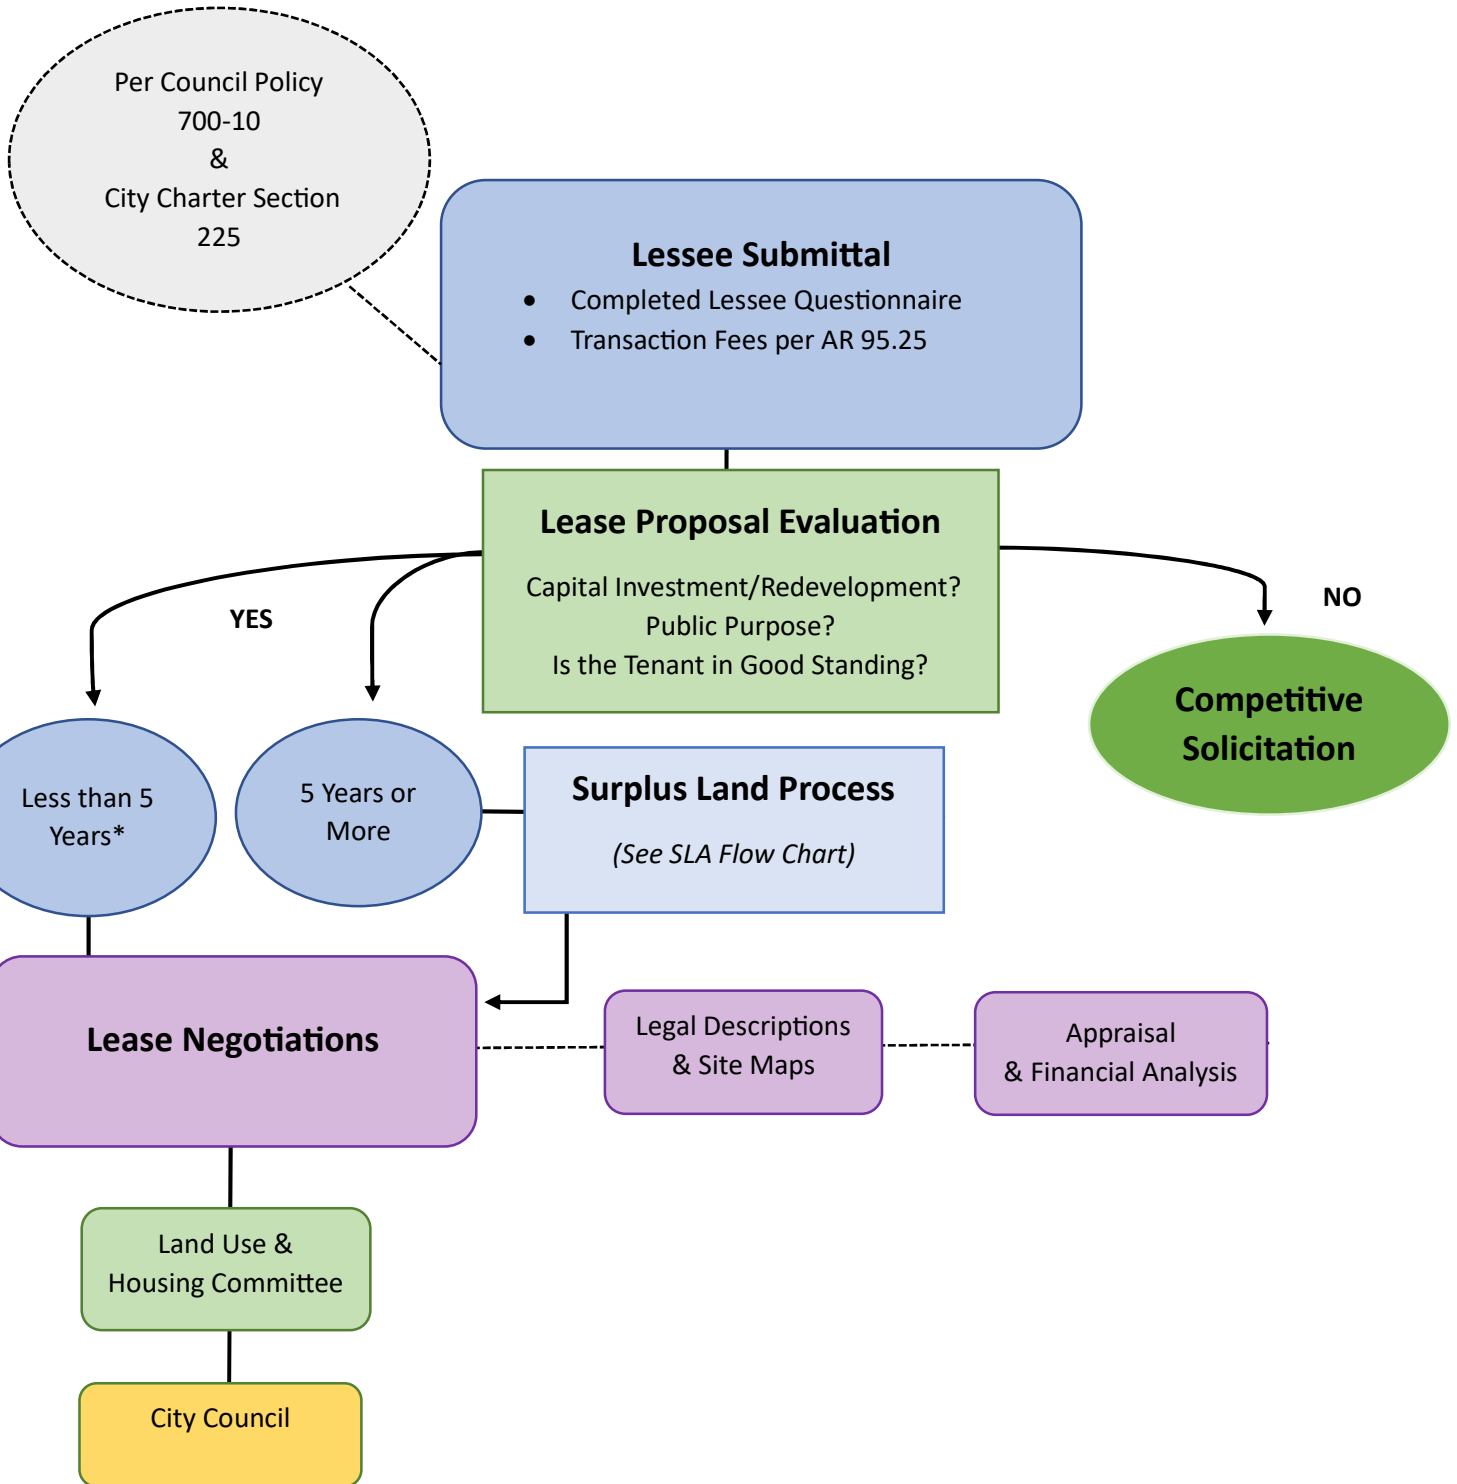 Per Council Policy
700-10
&
City Charter Section
225
Lessee Submittal
• Completed Lessee Questionnaire
• Transaction Fees per AR 95.25
Lease Proposal Evaluation
Capital Investment/Redevelopment?
Public Purpose?
Is the Tenant in Good Standing?
YES
NO
Competitive
Solicitation
Less than 5
Years*
5 Years or
More
Surplus Land Process
(See SLA Flow Chart)
Lease Negotiations
Legal Descriptions
& Site Maps
Appraisal
& Financial Analysis
Land Use &
Housing Committee
City Council